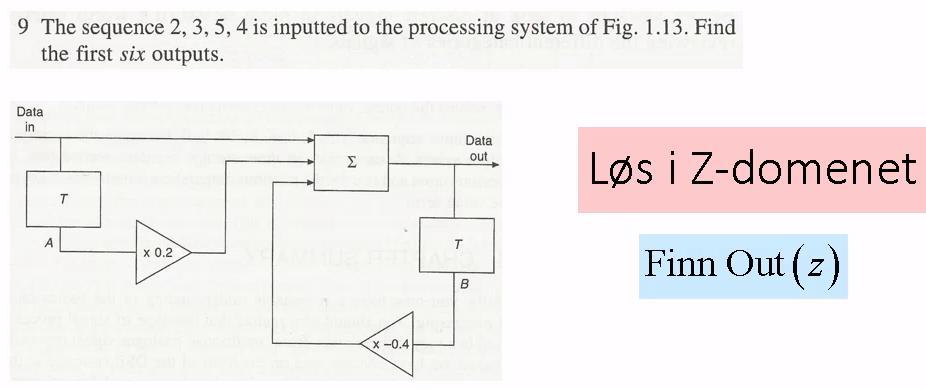 9 The sequence 2, 3, 5, 4 is inputted to the processing system of Fig. 1.13. Find
the first six outputs.
Data
in
Data
out
Σ
T
A
x 0.2
T
B
x –0.4
Løs i Z-domenet
Finn Out(z)